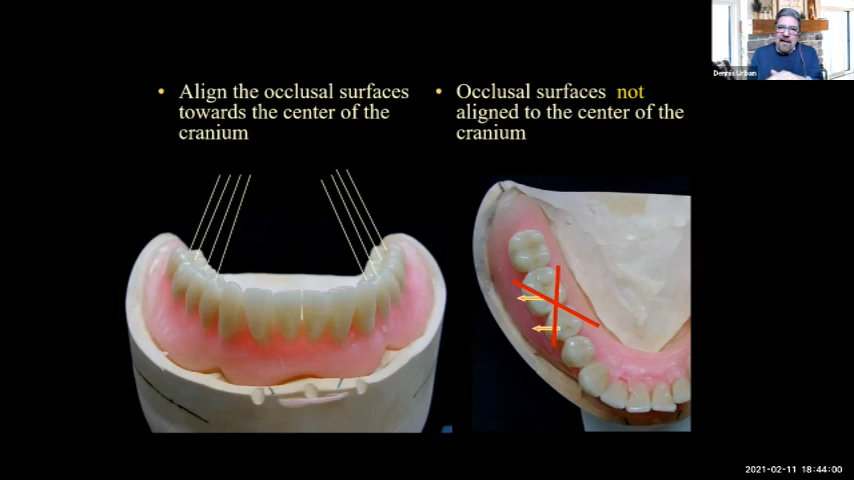 Dennis Urban
• Align the occlusal surfaces
towards the center of the
cranium
• Occlusal surfaces not
aligned to the center of the
cranium
2021-02-11 18:44:00